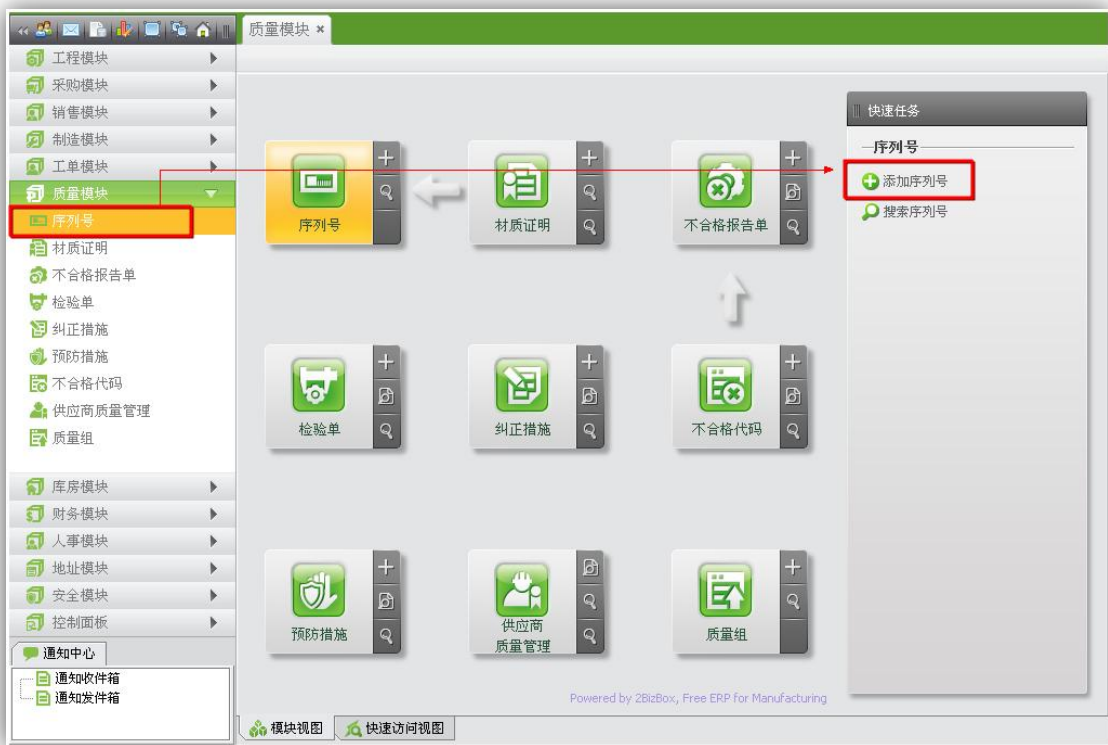 质量模块
工程模块
采购模块
销售模块
制造模块
工单模块
质量模块
序列号
材质证明
不合格报告单
检验单
纠正措施
预防措施
不合格代码
供应商质量管理
质量组
库房模块
财务模块
人事模块
地址模块
安全模块
控制面板
通知中心
通知收件箱
通知发件箱
序列号
材质证明
不合格报告单
检验单
纠正措施
不合格代码
预防措施
供应商
质量管理
质量组
Powered by 2BizBox, Free ERP for Manufacturing
模块视图
快速访问视图
快速任务
序列号
添加序列号
搜索序列号